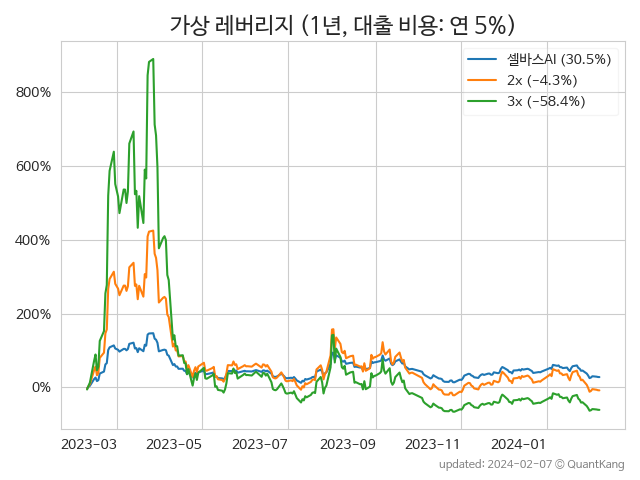 가상 레버리지 (1년, 대출 비용: 연 5%)
셀바스AI (30.5%)
2x (−4.3%)
3x (−58.4%)
800%
600%
400%
200%
0%
2023-03 2023-05 2023-07 2023-09 2023-11 2024-01
updated: 2024-02-07 © QuantKang